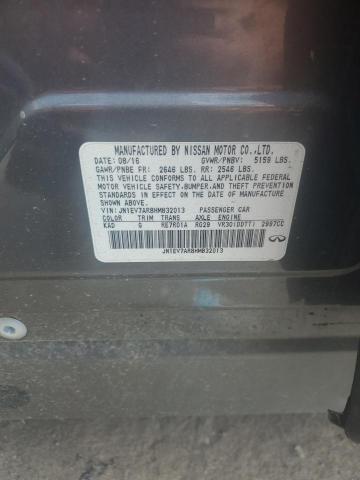 MANUFACTURED BY NISSAN MOTOR CO.,LTD.
DATE: 08/16 GVWR/PNBV: 5159 LBS.
GAWR/PNBE FR: 2646 LBS. RR: 2546 LBS.
THIS VEHICLE CONFORMS TO ALL APPLICABLE FEDERAL
MOTOR VEHICLE SAFETY,BUMPER,AND THEFT PREVENTION
STANDARDS IN EFFECT ON THE DATE OF MANUFACTURE
SHOWN ABOVE.
VIN: JN1EV7AR8HM832013 PASSENGER CAR
COLOR TRIM TRANS AXLE ENGINE
KAD G RE7R01A RG29 VR30(DDTT) 2997CC
JN1EV7AR8HM832013